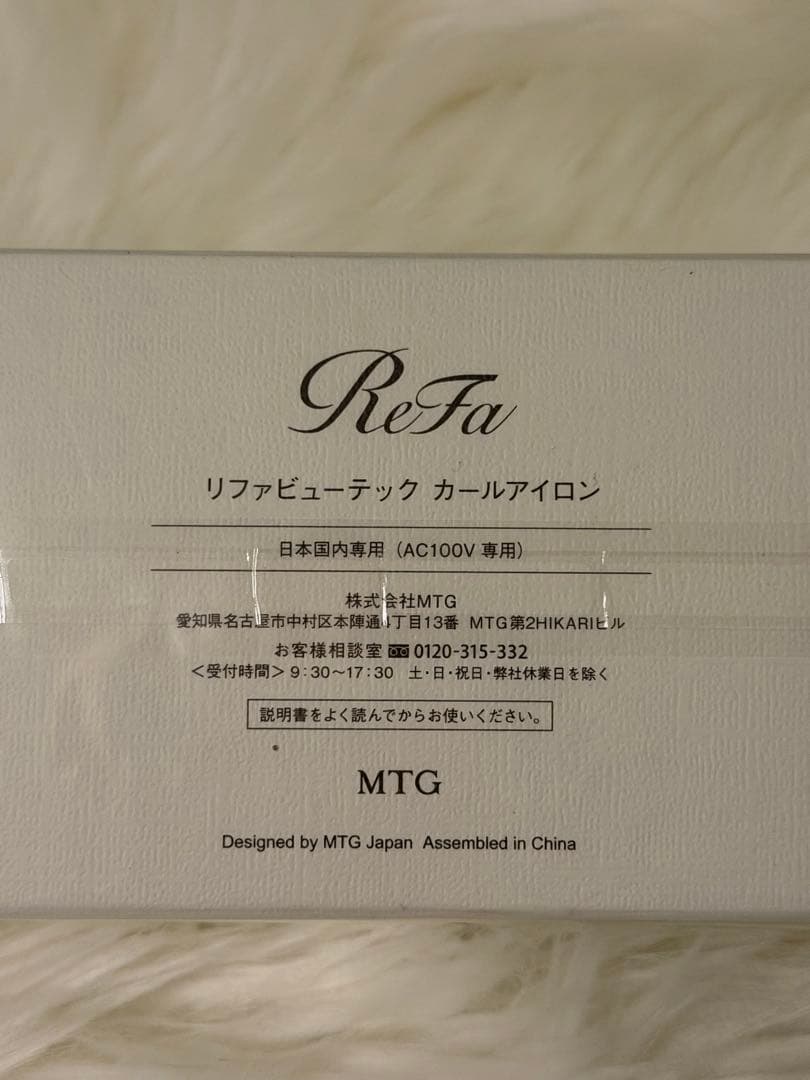 ReFa
リファビューテック カールアイロン
日本国内専用（AC100V 専用）
株式会社MTG
愛知県名古屋市中村区本陣通4丁目13番 MTG第2HIKARIビル
お客様相談室 0120-315-332
＜受付時間＞9:30～17:30 土・日・祝日・弊社休業日を除く
説明書をよく読んでからお使いください。
MTG
Designed by MTG Japan Assembled in China